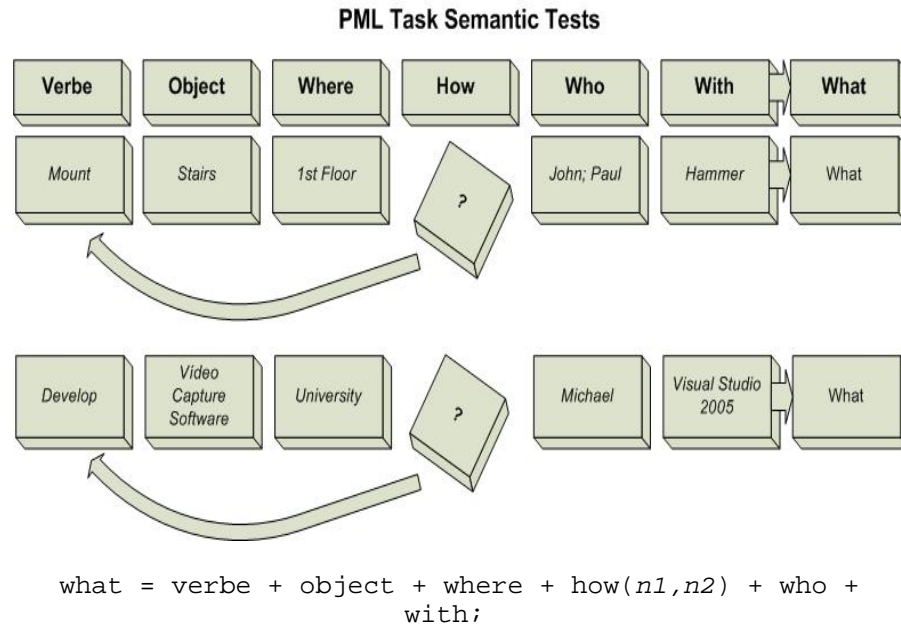 PML Task Semantic Tests
Verbe Object Where How Who With What
Mount Stairs 1st Floor ? John; Paul Hammer What
Develop Vídeo Capture Software University ? Michael Visual Studio 2005 What
what = verbe + object + where + how(n1,n2) + who +
with;